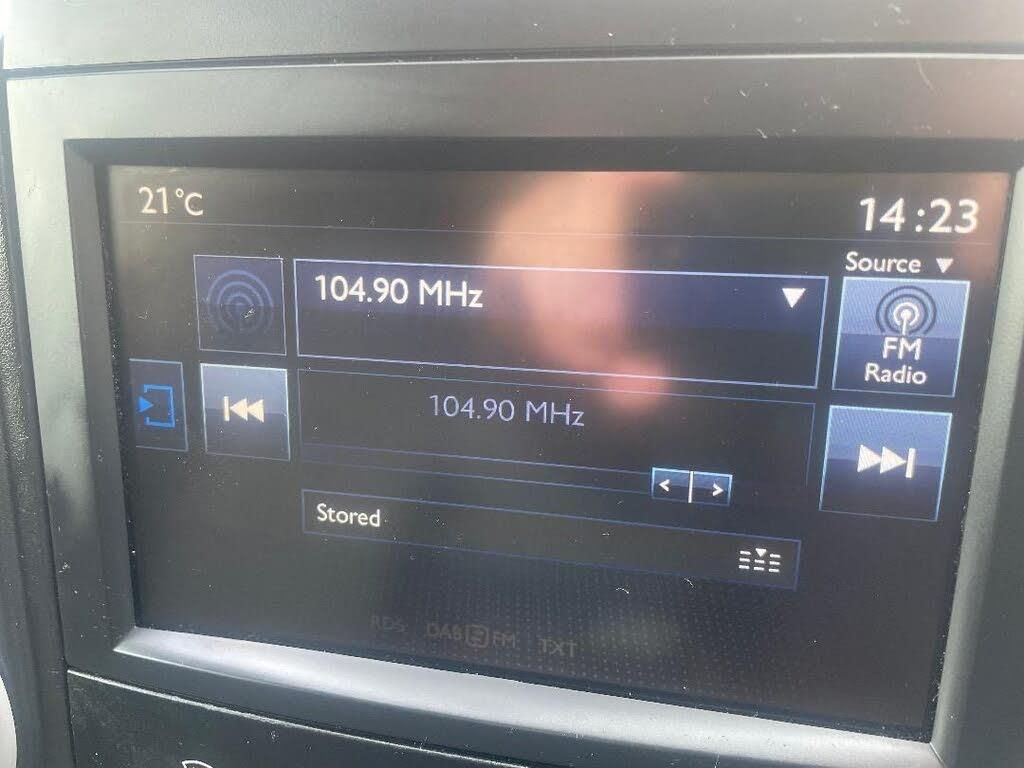 21°C
14:23
Source
104.90 MHz
FM
Radio
104.90 MHz
Stored
RDS DAB FM TXT